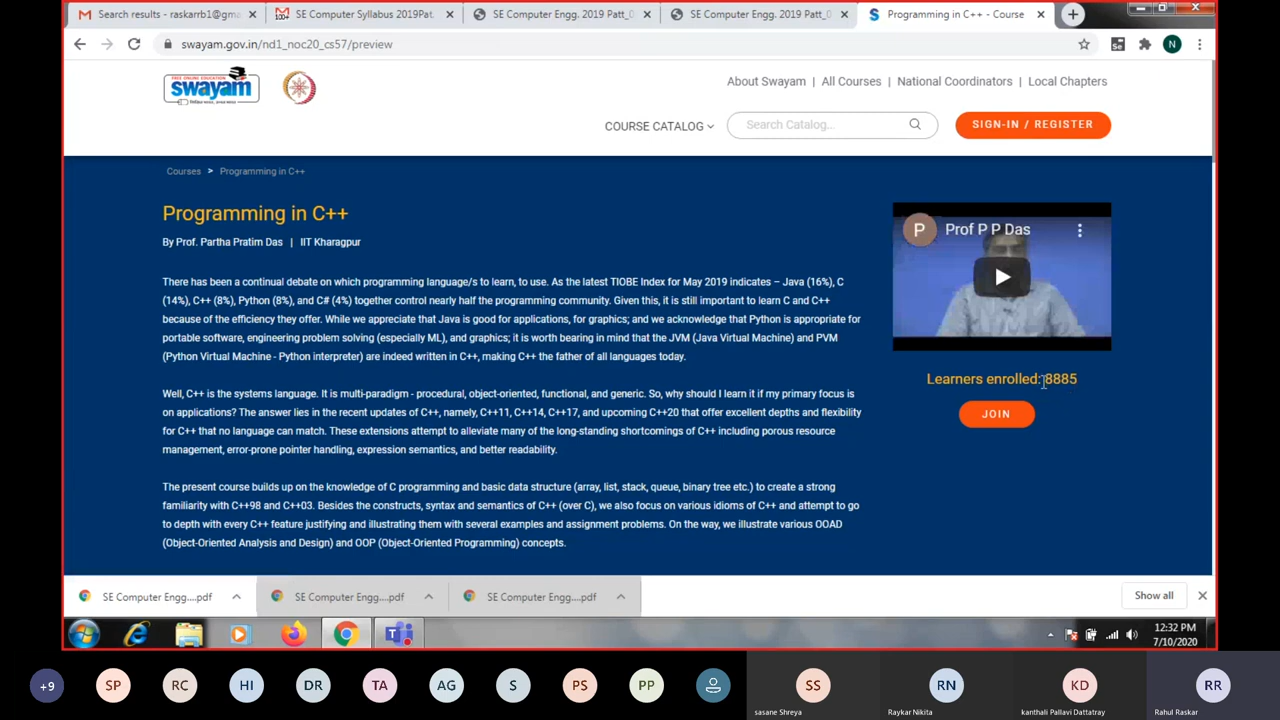 Search results - raskarrb1@gma
SE Computer Syllabus 2019Pat.
SE Computer Engg. 2019 Patt_0
SE Computer Engg. 2019 Patt_0
Programming in C++ - Course
swayam.gov.in/nd1_noc20_cs57/preview
N
FREE ONLINE EDUCATION
swayam
About Swayam | All Courses | National Coordinators | Local Chapters
COURSE CATALOG
Search Catalog...
SIGN-IN / REGISTER
Courses > Programming in C++
Programming in C++
By Prof. Partha Pratim Das | IIT Kharagpur
There has been a continual debate on which programming language/s to learn, to use. As the latest TIOBE Index for May 2019 indicates – Java (16%), C
(14%), C++ (8%), Python (8%), and C# (4%) together control nearly half the programming community. Given this, it is still important to learn C and C++
because of the efficiency they offer. While we appreciate that Java is good for applications, for graphics; and we acknowledge that Python is appropriate for
portable software, engineering problem solving (especially ML), and graphics; it is worth bearing in mind that the JVM (Java Virtual Machine) and PVM
(Python Virtual Machine - Python interpreter) are indeed written in C++, making C++ the father of all languages today.
Well, C++ is the systems language. It is multi-paradigm - procedural, object-oriented, functional, and generic. So, why should I learn it if my primary focus is
on applications? The answer lies in the recent updates of C++, namely, C++11, C++14, C++17, and upcoming C++20 that offer excellent depths and flexibility
for C++ that no language can match. These extensions attempt to alleviate many of the long-standing shortcomings of C++ including porous resource
management, error-prone pointer handling, expression semantics, and better readability.
The present course builds up on the knowledge of C programming and basic data structure (array, list, stack, queue, binary tree etc.) to create a strong
familiarity with C++98 and C++03. Besides the constructs, syntax and semantics of C++ (over C), we also focus on various idioms of C++ and attempt to go
to depth with every C++ feature justifying and illustrating them with several examples and assignment problems. On the way, we illustrate various OOAD
(Object-Oriented Analysis and Design) and OOP (Object-Oriented Programming) concepts.
P Prof P P Das
Learners enrolled: 8885
JOIN
SE Computer Engg....pdf
SE Computer Engg....pdf
SE Computer Engg....pdf
Show all
12:32 PM
7/10/2020
+9
SP
RC
HI
DR
TA
AG
S
PS
PP
SS
sasane Shreya
RN
Raykar Nikita
KD
kanthali Pallavi Dattatray
RR
Rahul Raskar